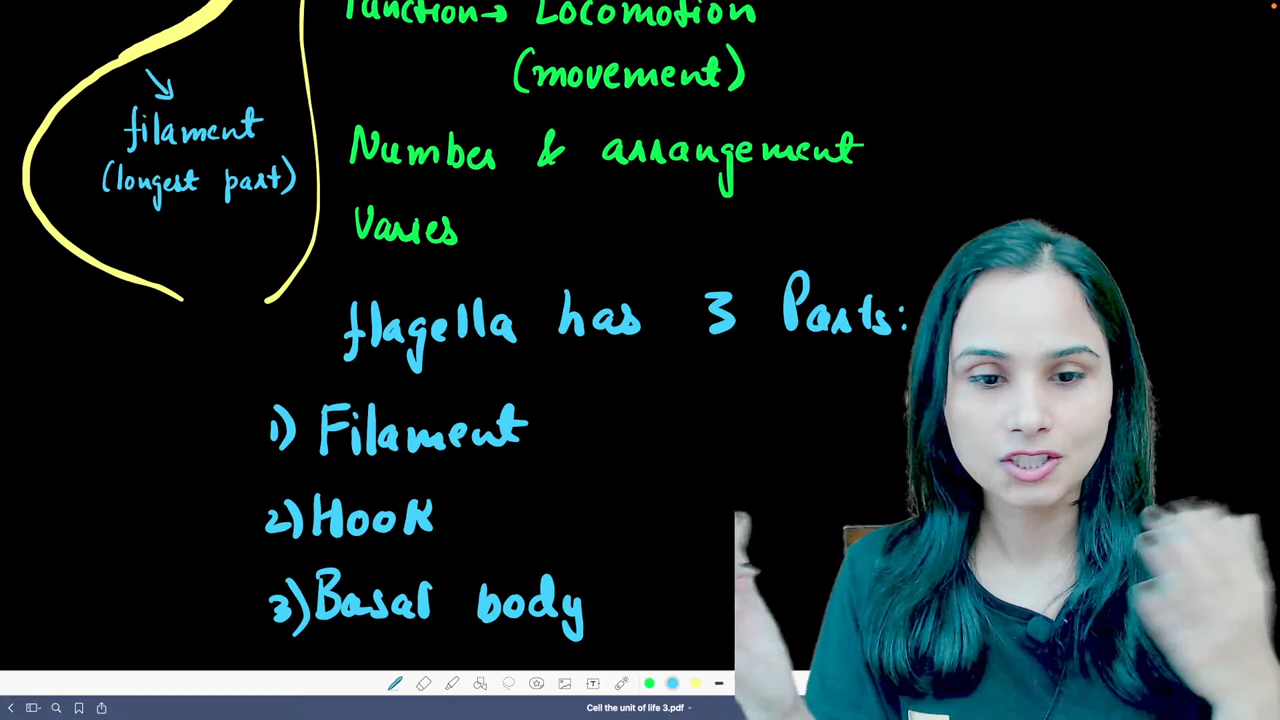 function → Locomotion
(movement)
filament
(longest part)
Number & arrangement
Varies
flagella has 3 Parts:
1) Filament
2) Hook
3) Basal body
Cell the unit of life 3.pdf